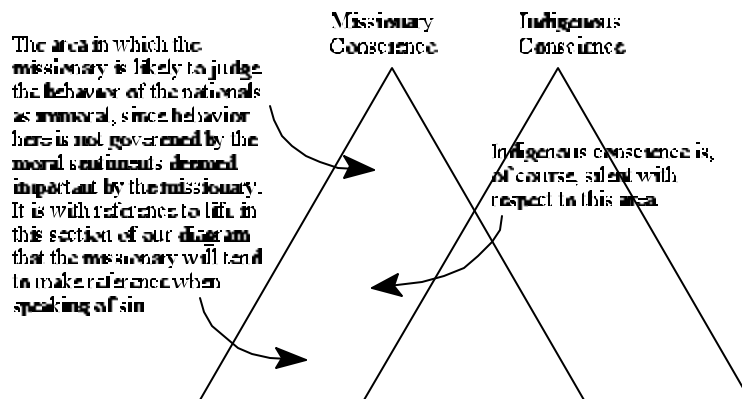 Missionary
Conscience
Indigenous
Conscience
The area in which the
missionary is likely to judge
the behavior of the nationals
as immoral, since behavior
here is not governed by the
moral sentiments deemed
important by the missionary.
It is with reference to life in
this section of our diagram
that the missionary will tend
to make reference when
speaking of sin
Indigenous conscience is,
of course, silent with
respect to this area